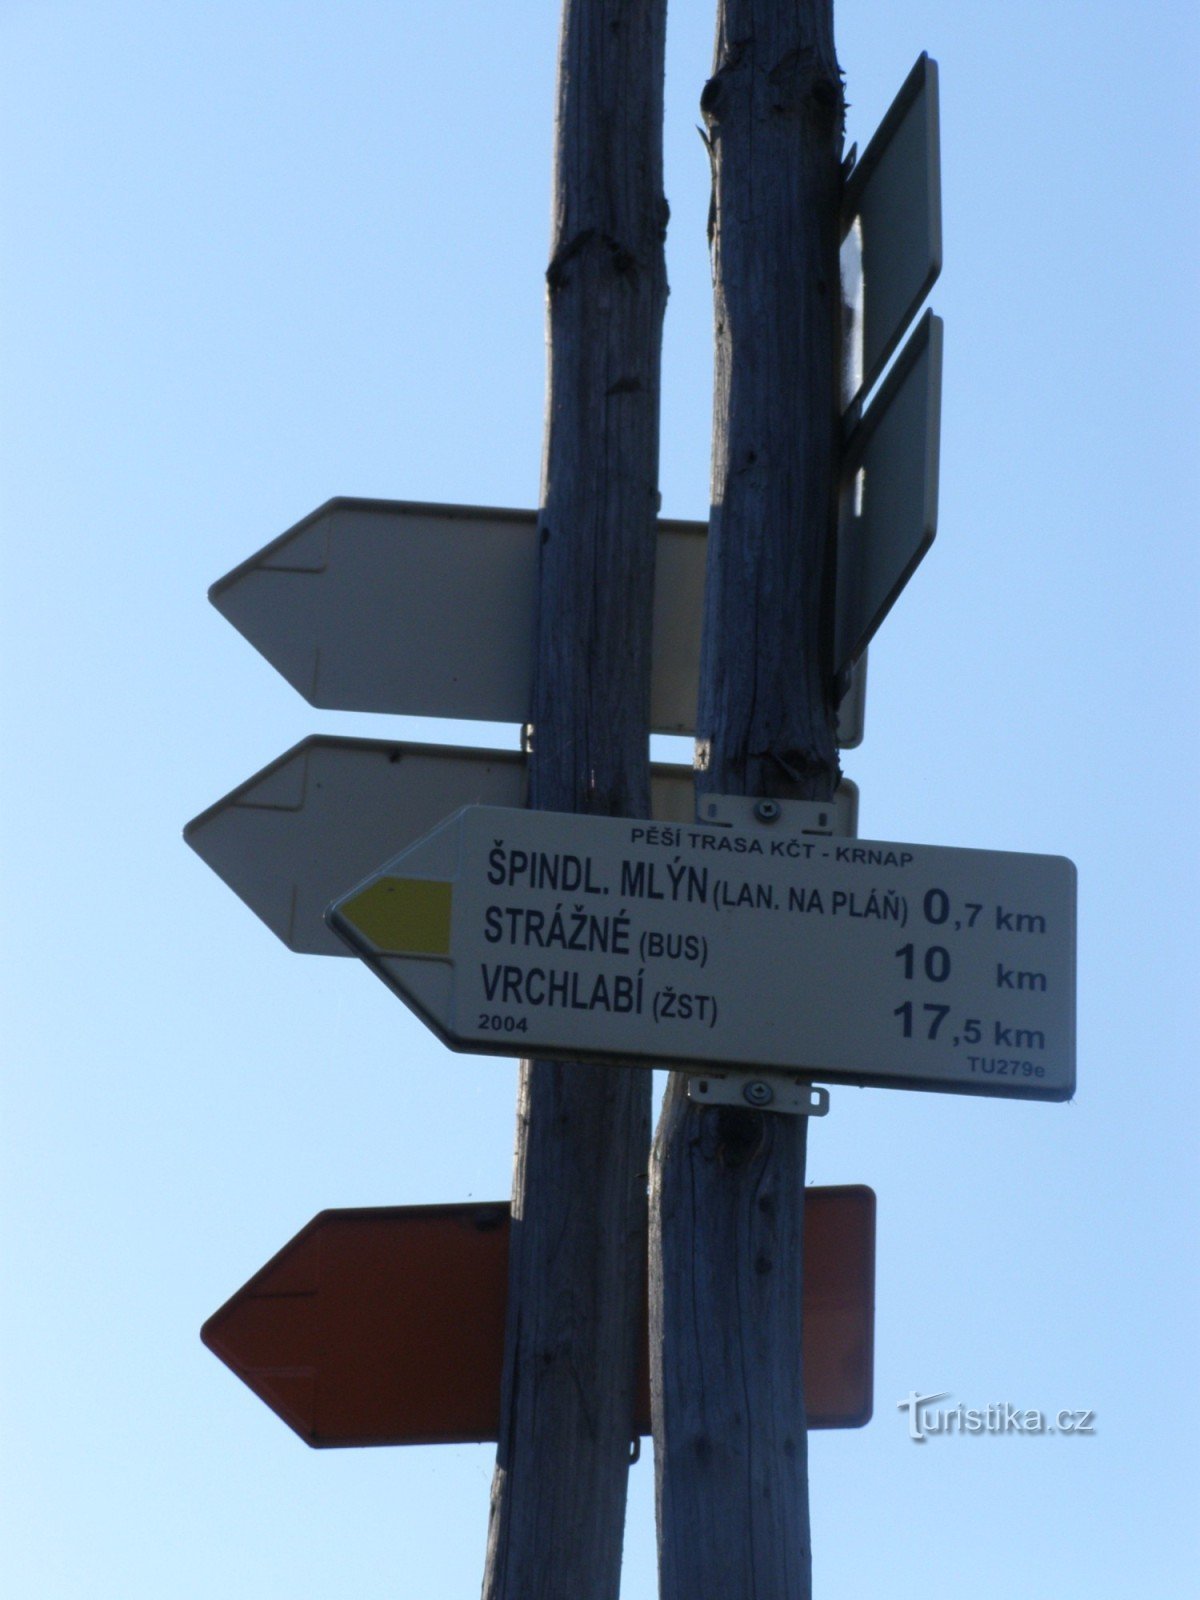 PĚŠÍ TRASA KČT - KRNAP
ŠPINDL. MLÝN (LAN. NA PLÁŇ) 0,7 km
STRÁŽNÉ (BUS) 10 km
VRCHLABÍ (ŽST) 17,5 km
2004 TU279e
Turistika.cz